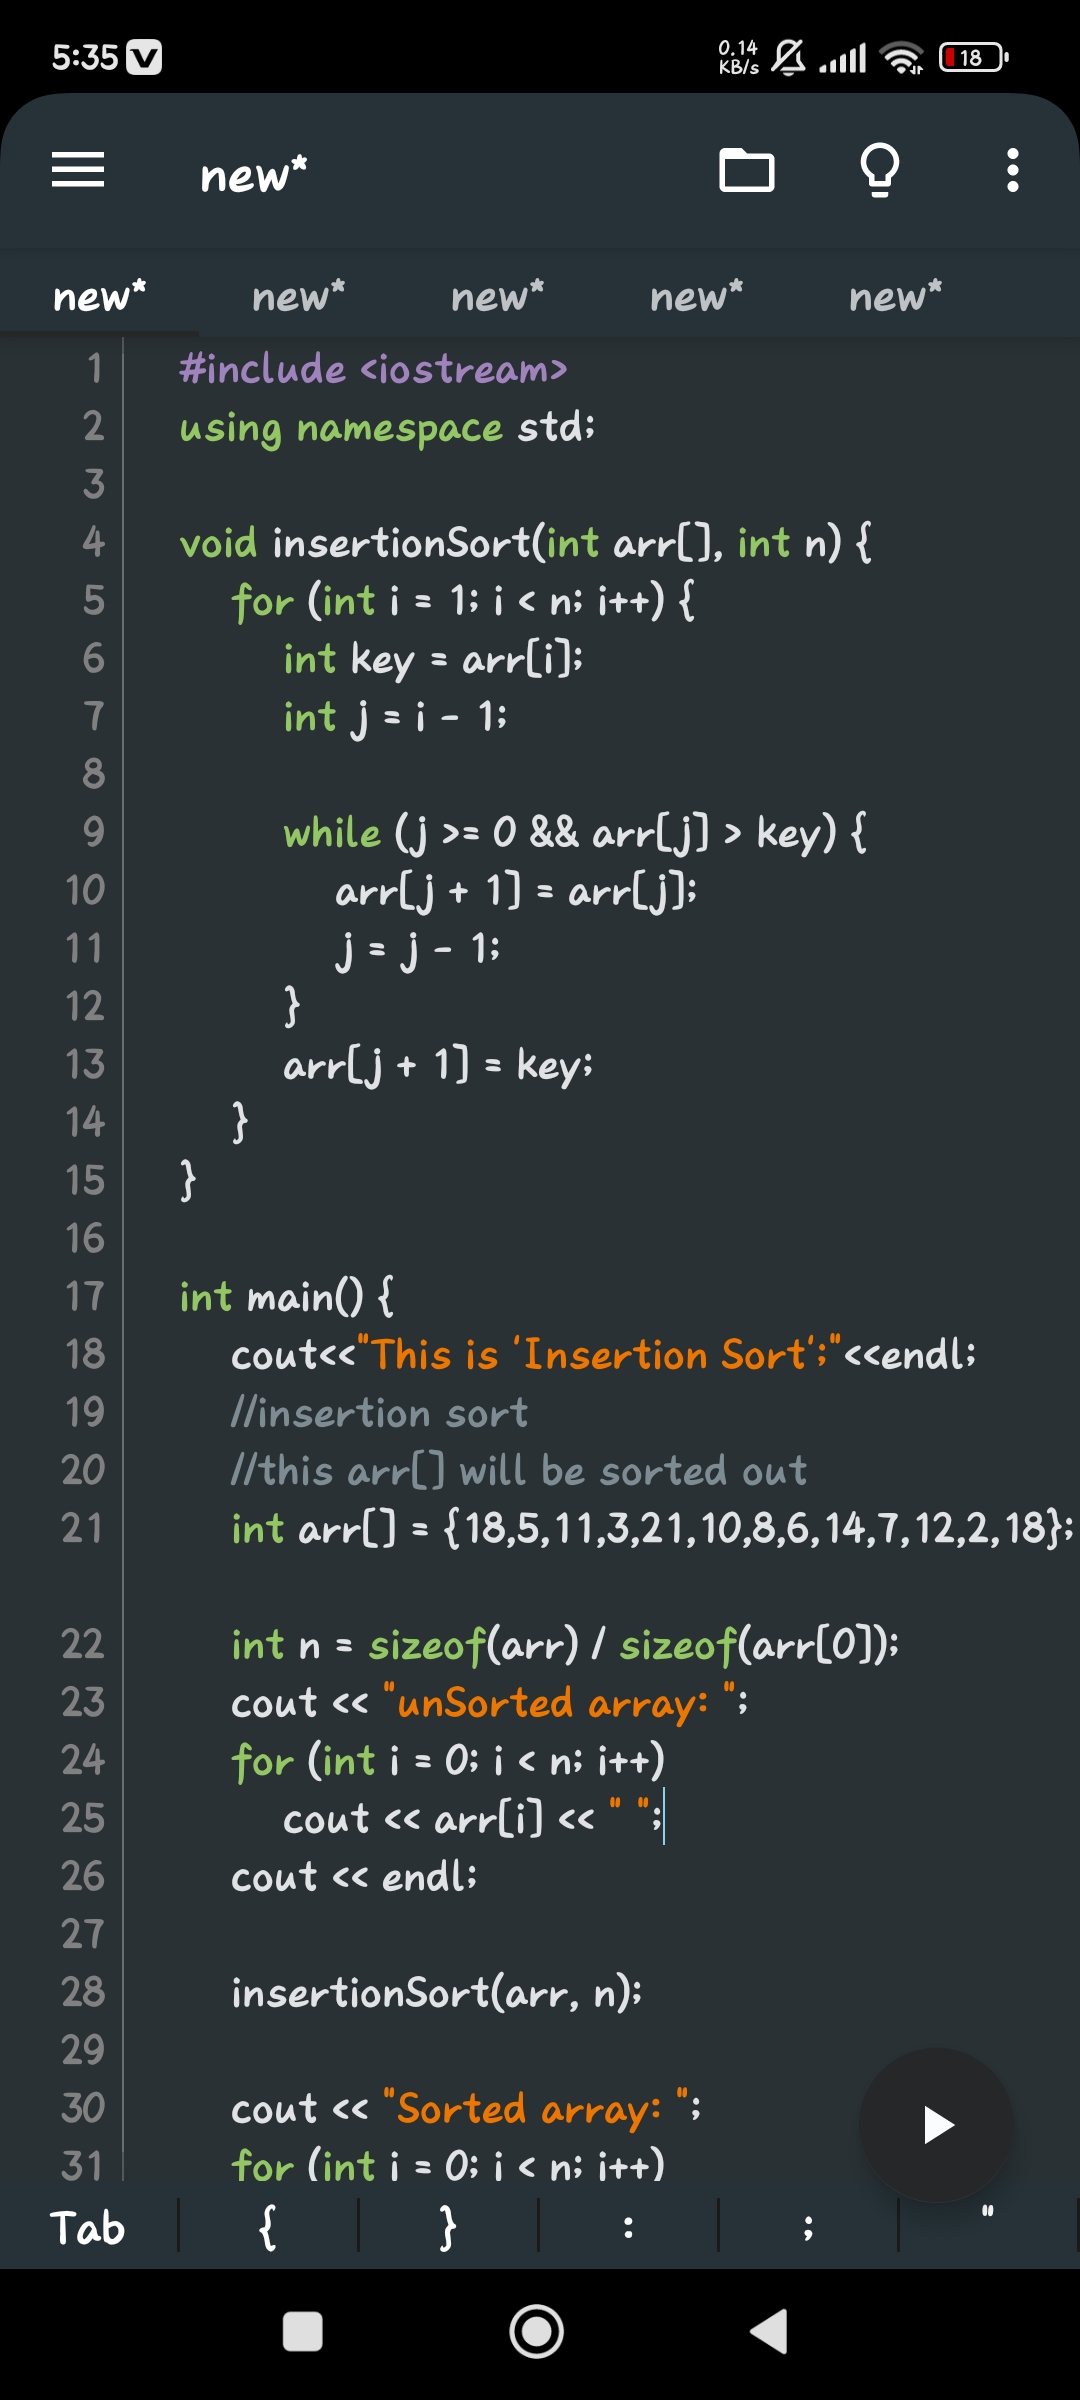 5:35 V 0.14 KB/s 18
new*
new* new* new* new* new*
1 #include <iostream>
2 using namespace std;
3
4 void insertionSort(int arr[], int n) {
5 for (int i = 1; i < n; i++) {
6 int key = arr[i];
7 int j = i - 1;
8
9 while (j >= 0 && arr[j] > key) {
10 arr[j + 1] = arr[j];
11 j = j - 1;
12 }
13 arr[j + 1] = key;
14 }
15 }
16
17 int main() {
18 cout<<"This is 'Insertion Sort';"<<endl;
19 //insertion sort
20 //this arr[] will be sorted out
21 int arr[] = {18,5,11,3,21,10,8,6,14,7,12,2,18};
22 int n = sizeof(arr) / sizeof(arr[0]);
23 cout << "unSorted array: ";
24 for (int i = 0; i < n; i++)
25 cout << arr[i] << " ";
26 cout << endl;
27
28 insertionSort(arr, n);
29
30 cout << "Sorted array: ";
31 for (int i = 0; i < n; i++)
Tab { } : ; "